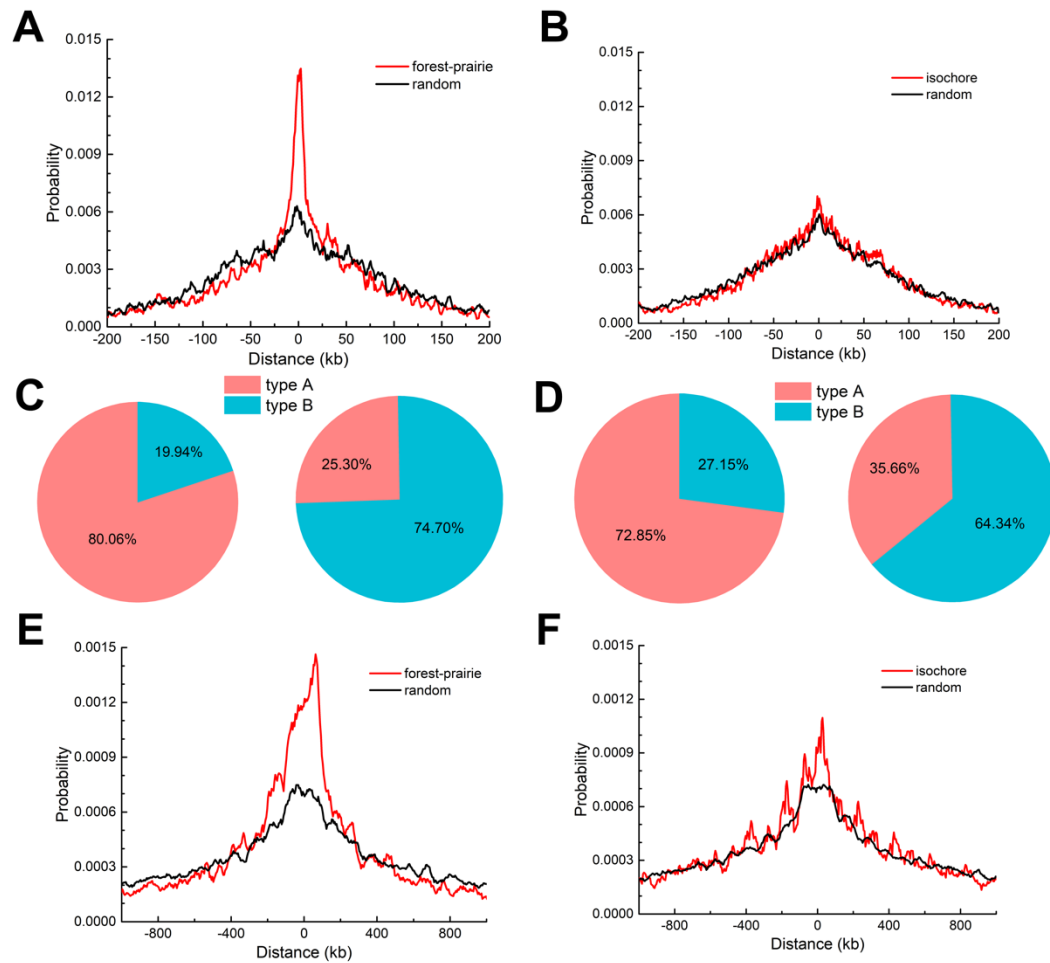 A
0.015
0.012
0.009
0.006
0.003
0.000
Probability
forest-prairie
random
-200 -150 -100 -50 0 50 100 150 200
Distance (kb)
B
0.015
0.012
0.009
0.006
0.003
0.000
Probability
isochore
random
-200 -150 -100 -50 0 50 100 150 200
Distance (kb)
C
type A
type B
19.94%
80.06%
25.30%
74.70%
D
type A
type B
27.15%
72.85%
35.66%
64.34%
E
0.0015
0.0012
0.0009
0.0006
0.0003
0.0000
Probability
forest-prairie
random
-800 -400 0 400 800
Distance (kb)
F
0.0015
0.0012
0.0009
0.0006
0.0003
0.0000
Probability
isochore
random
-800 -400 0 400 800
Distance (kb)